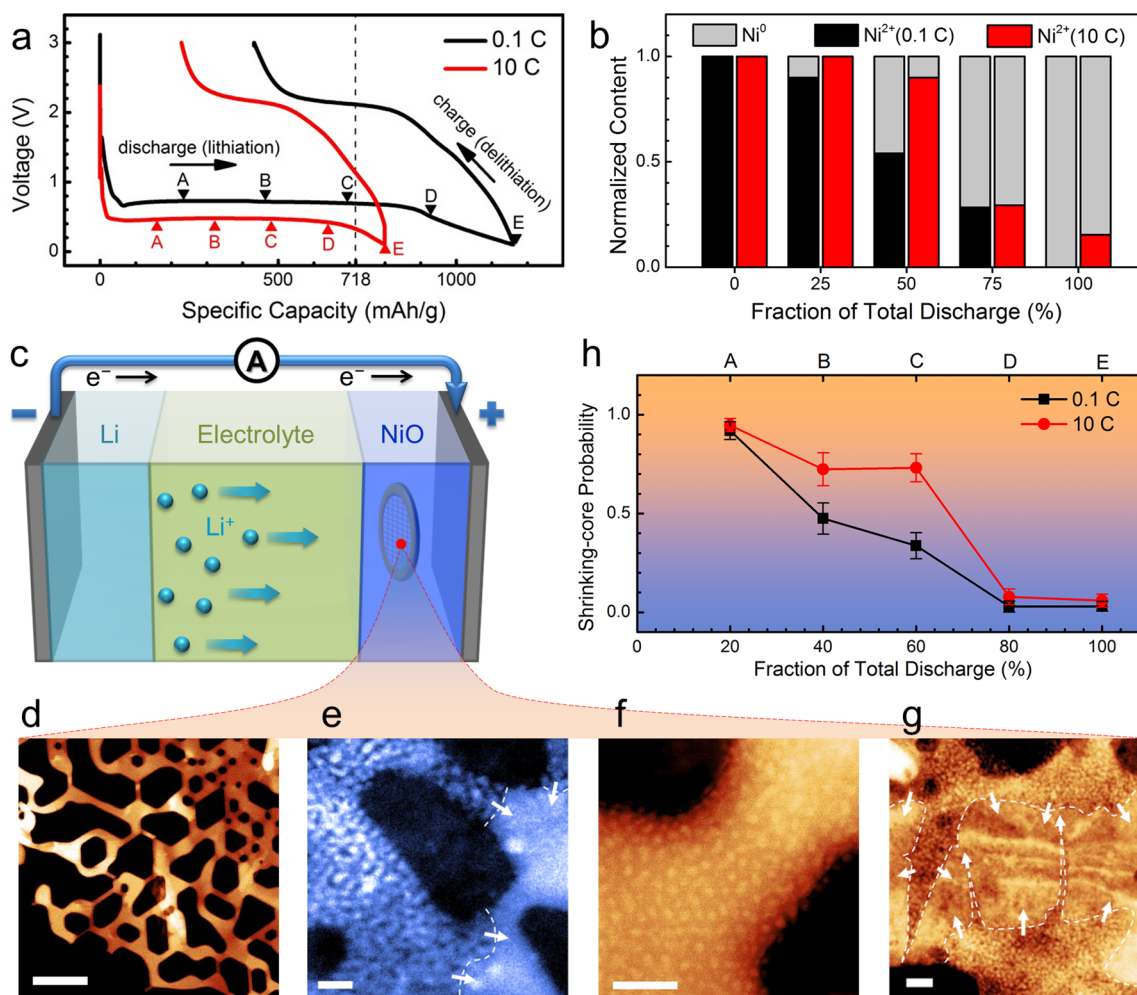 a
3
2
1
0
Voltage (V)
0.1 C
10 C
discharge (lithiation)
charge (delithiation)
A
B
C
D
E
A
B
C
D
E
0
500
718
1000
Specific Capacity (mAh/g)
b
Ni⁰
Ni²⁺(0.1 C)
Ni²⁺(10 C)
1.0
0.5
0.0
Normalized Content
0
25
50
75
100
Fraction of Total Discharge (%)
c
A
e⁻
e⁻
−
+
Li
Electrolyte
NiO
Li⁺
h
A
B
C
D
E
0.1 C
10 C
1.0
0.5
0.0
Shrinking-core Probability
0
20
40
60
80
100
Fraction of Total Discharge (%)
d
e
f
g